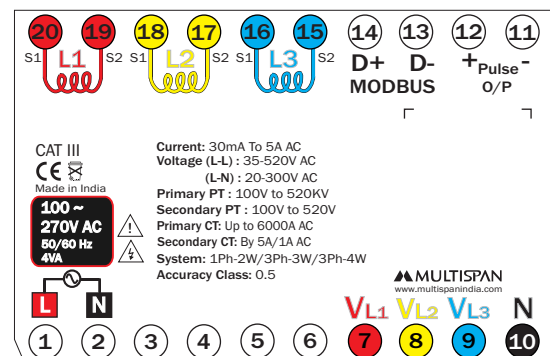 20 19 18 17 16 15 14 13 12 11
S1 L1 S2 S1 L2 S2 S1 L3 S2 D+ D- + Pulse -
MODBUS O/P
CAT III
CE
Made in India
100 ~
270V AC
50/60 Hz
4VA
L N
Current: 30mA To 5A AC
Voltage (L-L) : 35-520V AC
(L-N) : 20-300V AC
Primary PT : 100V to 520KV
Secondary PT : 100V to 520V
Primary CT: Up to 6000A AC
Secondary CT: By 5A/1A AC
System: 1Ph-2W/3Ph-3W/3Ph-4W
Accuracy Class: 0.5
MULTISPAN
www.multispanindia.com
VL1 VL2 VL3 N
1 2 3 4 5 6 7 8 9 10